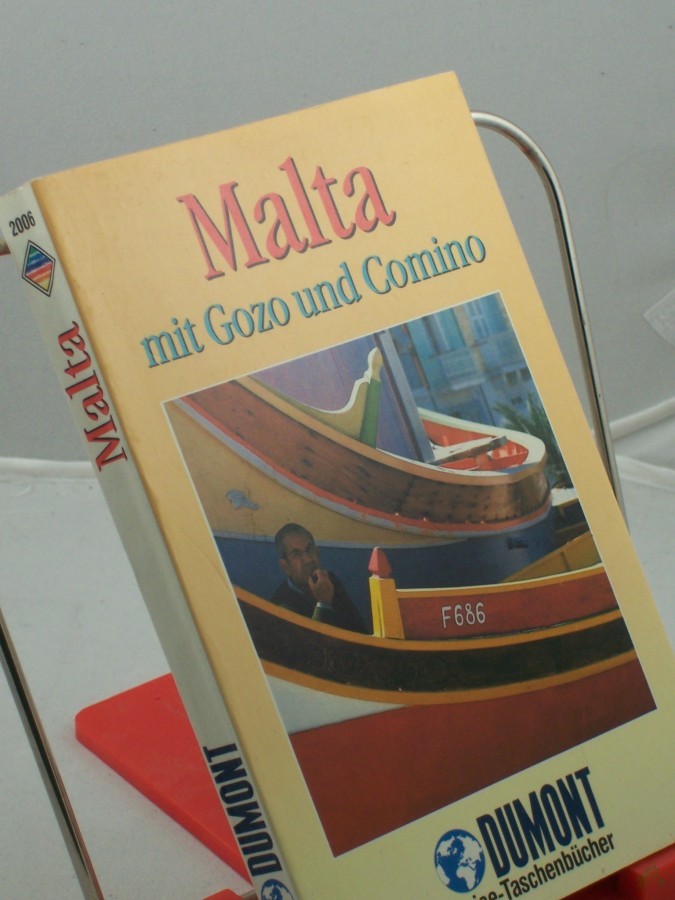 Malta
mit Gozo und Comino
F686
DUMONT
ise-Taschenbücher
2006
Malta
DUMONT